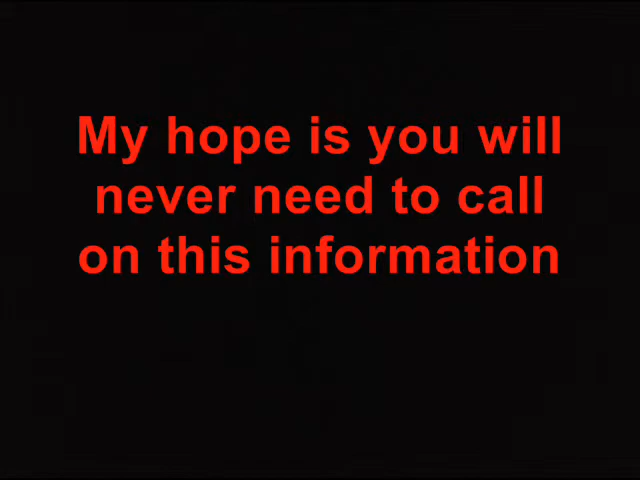 My hope is you will
never need to call
on this information